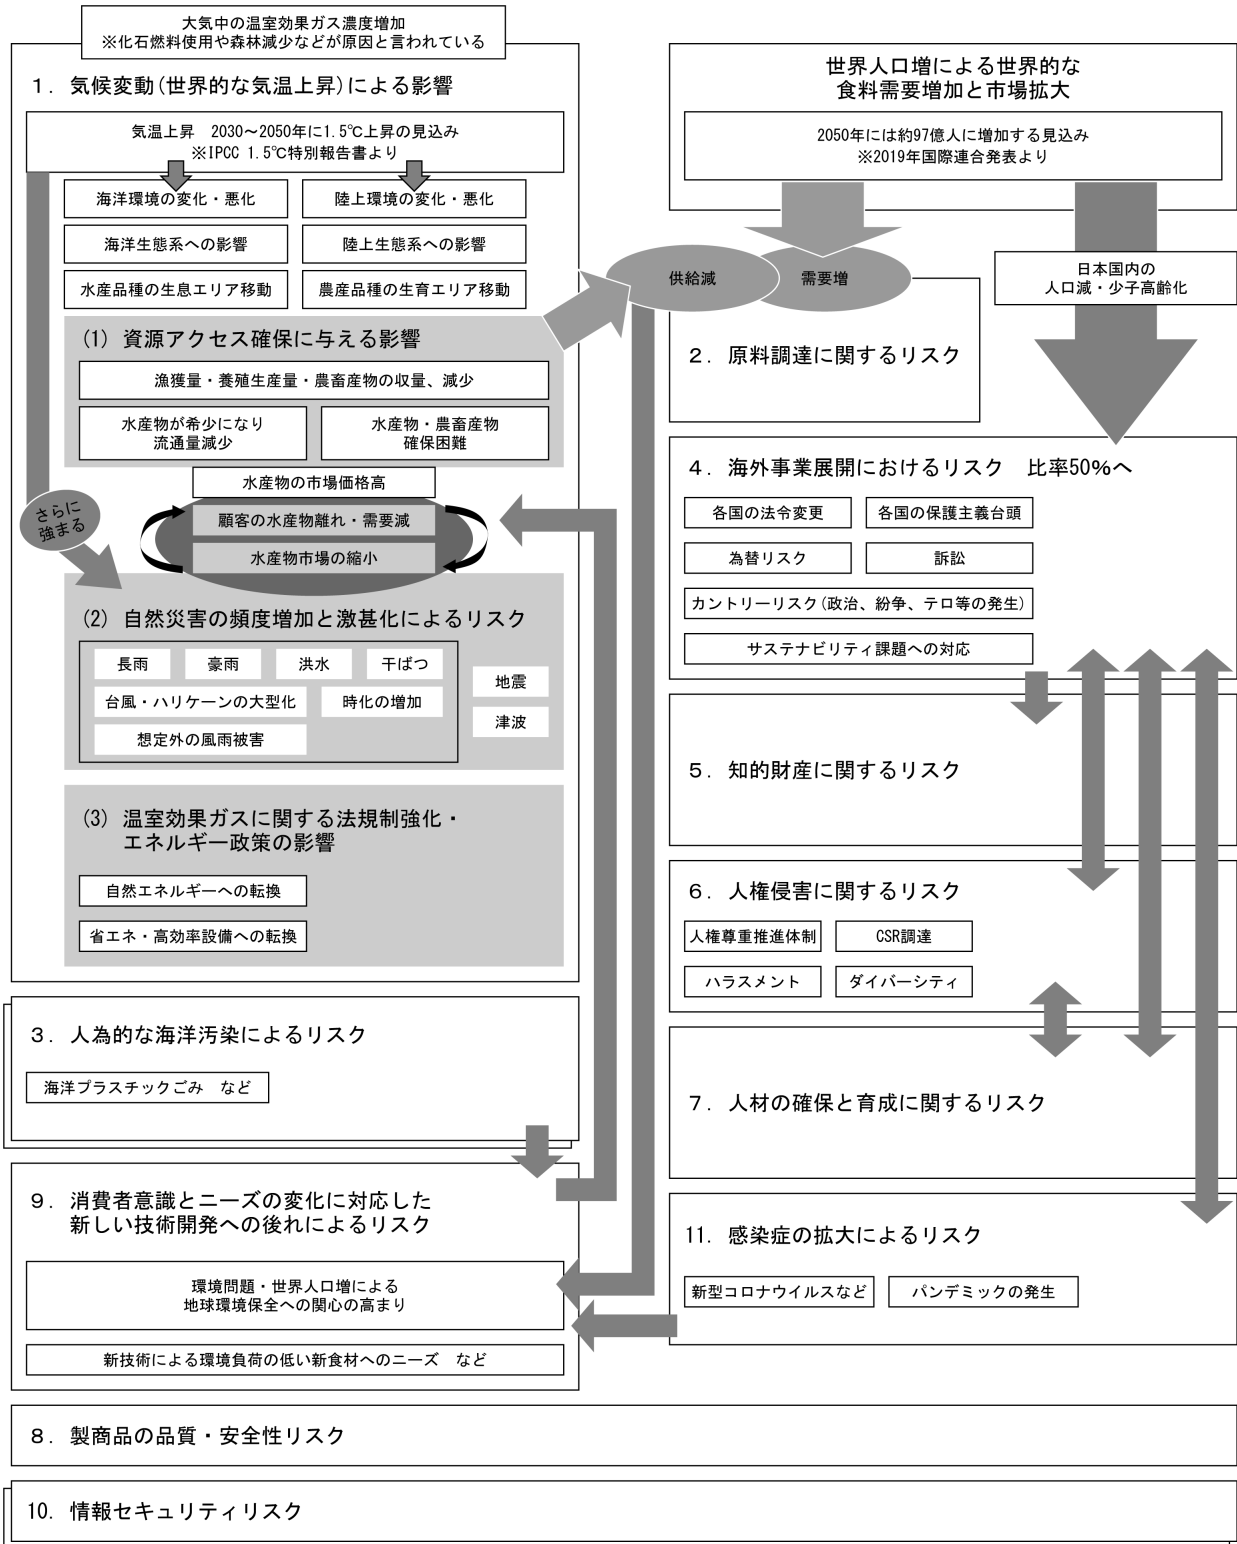 大気中の温室効果ガス濃度増加
※化石燃料使用や森林減少などが原因と言われている
1. 気候変動(世界的な気温上昇)による影響
気温上昇　2030～2050年に1.5℃上昇の見込み
※IPCC 1.5℃特別報告書より
海洋環境の変化・悪化
陸上環境の変化・悪化
海洋生態系への影響
陸上生態系への影響
水産品種の生息エリア移動
農産品種の生育エリア移動
(1) 資源アクセス確保に与える影響
漁獲量・養殖生産量・農畜産物の収量、減少
水産物が希少になり
流通量減少
水産物・農畜産物
確保困難
水産物の市場価格高
顧客の水産物離れ・需要減
水産物市場の縮小
さらに
強まる
(2) 自然災害の頻度増加と激甚化によるリスク
長雨
豪雨
洪水
干ばつ
台風・ハリケーンの大型化
時化の増加
想定外の風雨被害
地震
津波
(3) 温室効果ガスに関する法規制強化・
エネルギー政策の影響
自然エネルギーへの転換
省エネ・高効率設備への転換
3. 人為的な海洋汚染によるリスク
海洋プラスチックごみ　など
9. 消費者意識とニーズの変化に対応した
新しい技術開発への後れによるリスク
環境問題・世界人口増による
地球環境保全への関心の高まり
新技術による環境負荷の低い新食材へのニーズ　など
世界人口増による世界的な
食料需要増加と市場拡大
2050年には約97億人に増加する見込み
※2019年国際連合発表より
供給減
需要増
日本国内の
人口減・少子高齢化
2. 原料調達に関するリスク
4. 海外事業展開におけるリスク　比率50%へ
各国の法令変更
各国の保護主義台頭
為替リスク
訴訟
カントリーリスク(政治、紛争、テロ等の発生)
サステナビリティ課題への対応
5. 知的財産に関するリスク
6. 人権侵害に関するリスク
人権尊重推進体制
CSR調達
ハラスメント
ダイバーシティ
7. 人材の確保と育成に関するリスク
11. 感染症の拡大によるリスク
新型コロナウイルスなど
パンデミックの発生
8. 製商品の品質・安全性リスク
10. 情報セキュリティリスク